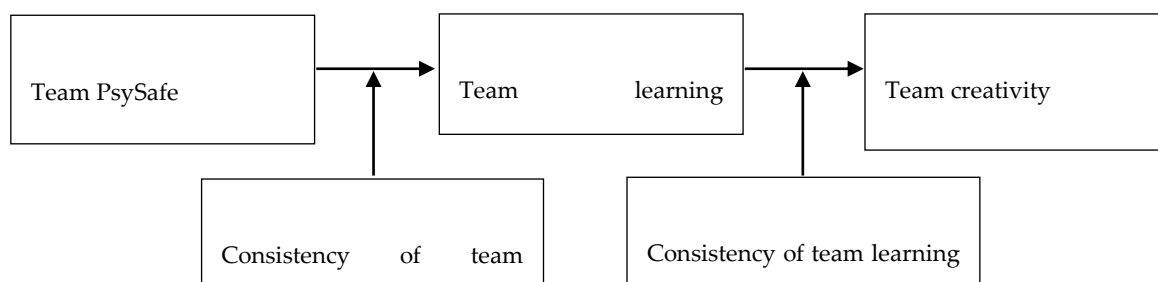 Team PsySafe
Team learning
Team creativity
Consistency of team
Consistency of team learning